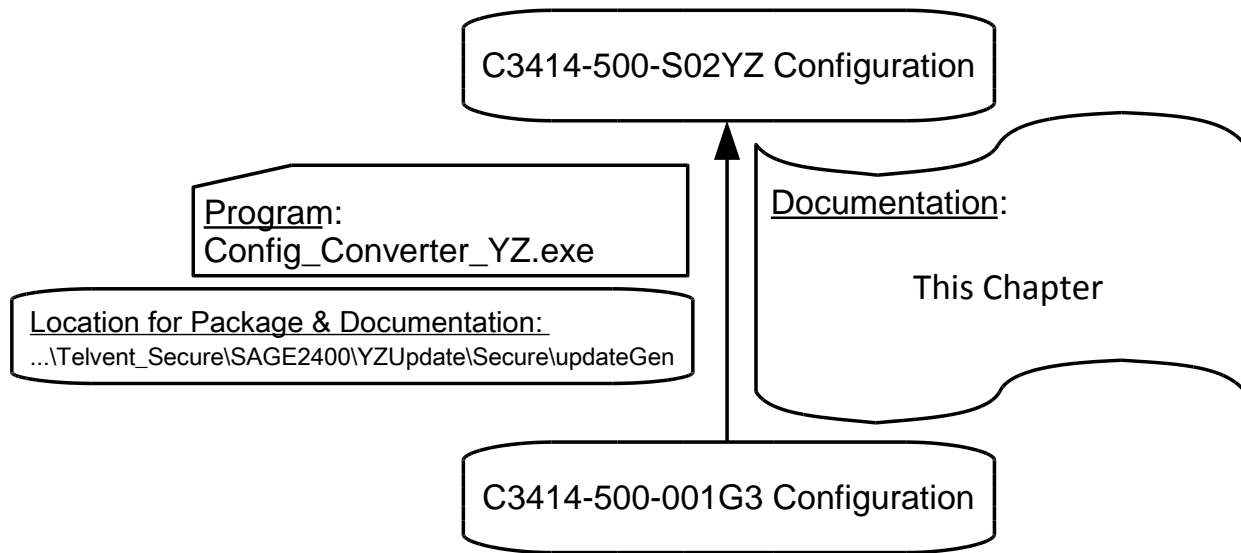 C3414-500-S02YZ Configuration
Program:
Config_Converter_YZ.exe
Documentation:
This Chapter
Location for Package & Documentation:
...\Telvent_Secure\SAGE2400\YZUpdate\Secure\updateGen
C3414-500-001G3 Configuration